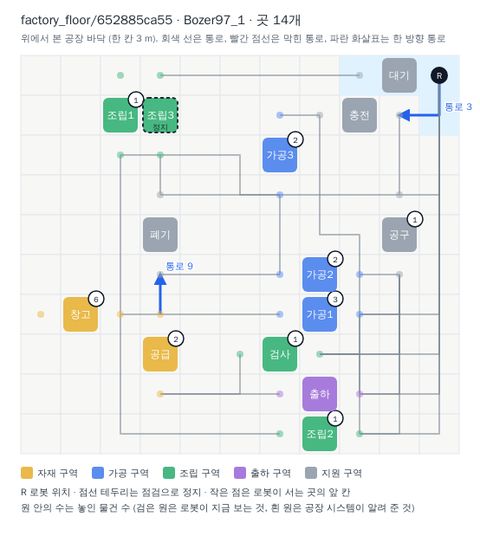 factory_floor/652885ca55 · Bozer97_1 · 곳 14개
위에서 본 공장 바닥 (한 칸 3 m). 회색 선은 통로, 빨간 점선은 막힌 통로, 파란 화살표는 한 방향 통로
대기
R
조립1
1
조립3
정지
충전
통로 3
가공3
2
폐기
공구
1
통로 9
가공2
2
창고
6
가공1
3
공급
2
검사
1
출하
조립2
1
자재 구역
가공 구역
조립 구역
출하 구역
지원 구역
R 로봇 위치 · 점선 테두리는 점검으로 정지 · 작은 점은 로봇이 서는 곳의 앞 칸
원 안의 수는 놓인 물건 수 (검은 원은 로봇이 지금 보는 것, 흰 원은 공장 시스템이 알려 준 것)